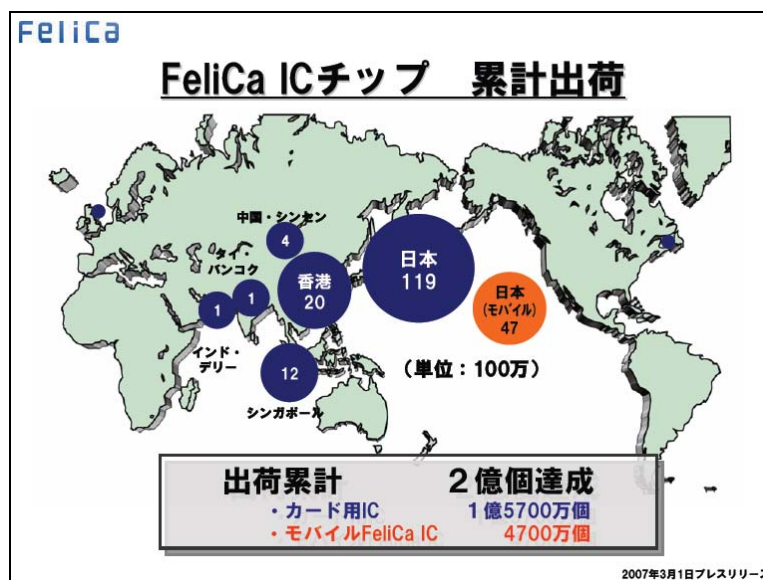 FeliCa
FeliCa ICチップ　累計出荷
中国・シンセン
4
タイ・
バンコク
日本
119
香港
20
1
1
日本
(モバイル)
47
インド・
デリー
12
(単位：100万)
シンガポール
出荷累計　２億個達成
・カード用IC　1億5700万個
・モバイルFeliCa IC　4700万個
2007年3月1日プレスリリース